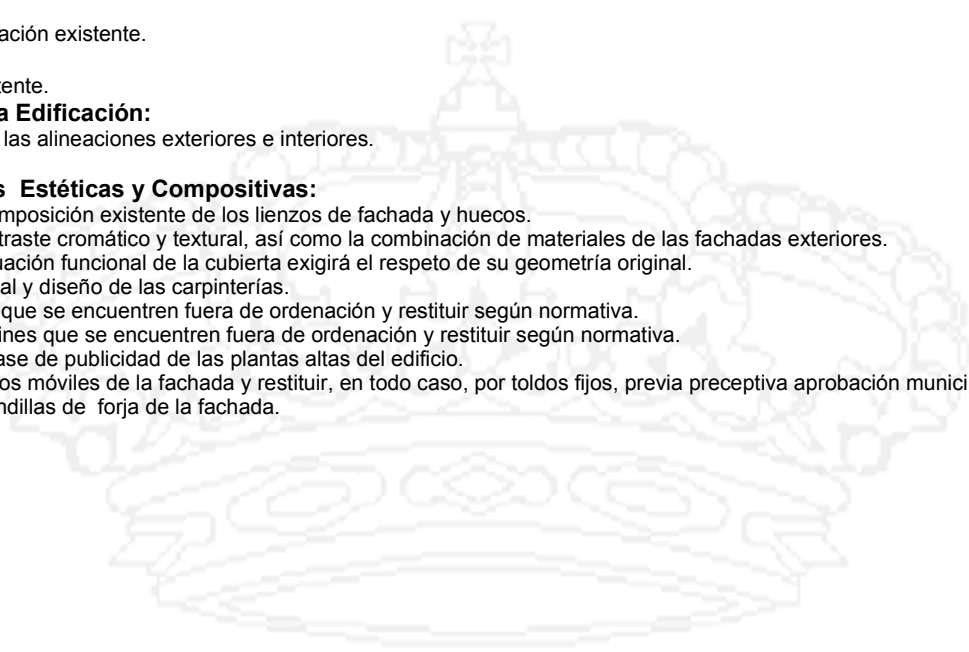 ación existente.
tente.
a Edificación:
las alineaciones exteriores e interiores.
s Estéticas y Compositivas:
mposición existente de los lienzos de fachada y huecos.
traste cromático y textural, así como la combinación de materiales de las fachadas exteriores.
uación funcional de la cubierta exigirá el respeto de su geometría original.
al y diseño de las carpinterías.
que se encuentren fuera de ordenación y restituir según normativa.
ines que se encuentren fuera de ordenación y restituir según normativa.
ase de publicidad de las plantas altas del edificio.
os móviles de la fachada y restituir, en todo caso, por toldos fijos, previa preceptiva aprobación munici
ndillas de forja de la fachada.